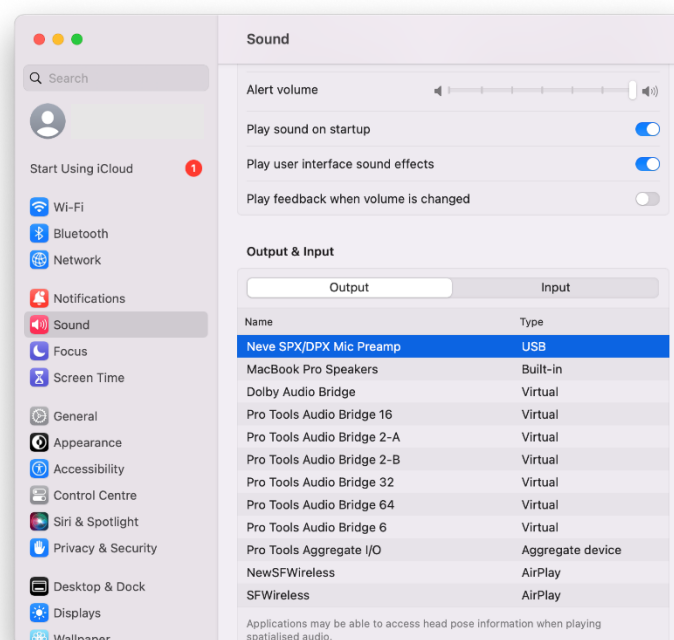 Sound
Search
Start Using iCloud
1
Wi-Fi
Bluetooth
Network
Notifications
Sound
Focus
Screen Time
General
Appearance
Accessibility
Control Centre
Siri & Spotlight
Privacy & Security
Desktop & Dock
Displays
Wallpaper
Alert volume
Play sound on startup
Play user interface sound effects
Play feedback when volume is changed
Output & Input
Output Input
Name Type
Neve SPX/DPX Mic Preamp USB
MacBook Pro Speakers Built-in
Dolby Audio Bridge Virtual
Pro Tools Audio Bridge 16 Virtual
Pro Tools Audio Bridge 2-A Virtual
Pro Tools Audio Bridge 2-B Virtual
Pro Tools Audio Bridge 32 Virtual
Pro Tools Audio Bridge 64 Virtual
Pro Tools Audio Bridge 6 Virtual
Pro Tools Aggregate I/O Aggregate device
NewSFWireless AirPlay
SFWireless AirPlay
Applications may be able to access head pose information when playing
spatialised audio.